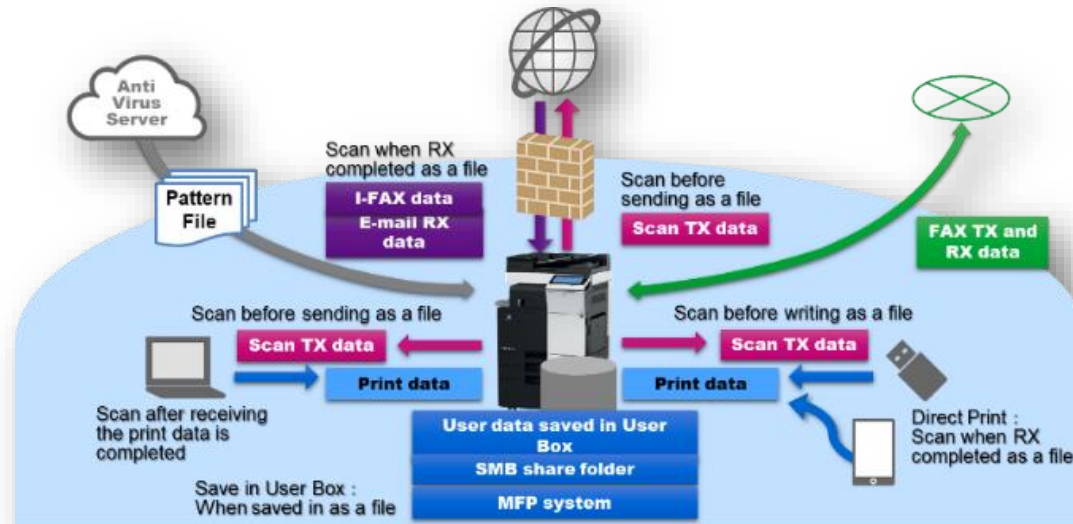 Anti
Virus
Server
Pattern
File
Scan when RX
completed as a file
I-FAX data
E-mail RX
data
Scan before
sending as a file
Scan TX data
FAX TX and
RX data
Scan before sending as a file
Scan TX data
Print data
Scan after receiving
the print data is
completed
Scan before writing as a file
Scan TX data
Print data
Direct Print :
Scan when RX
completed as a file
User data saved in User
Box
SMB share folder
MFP system
Save in User Box :
When saved in as a file